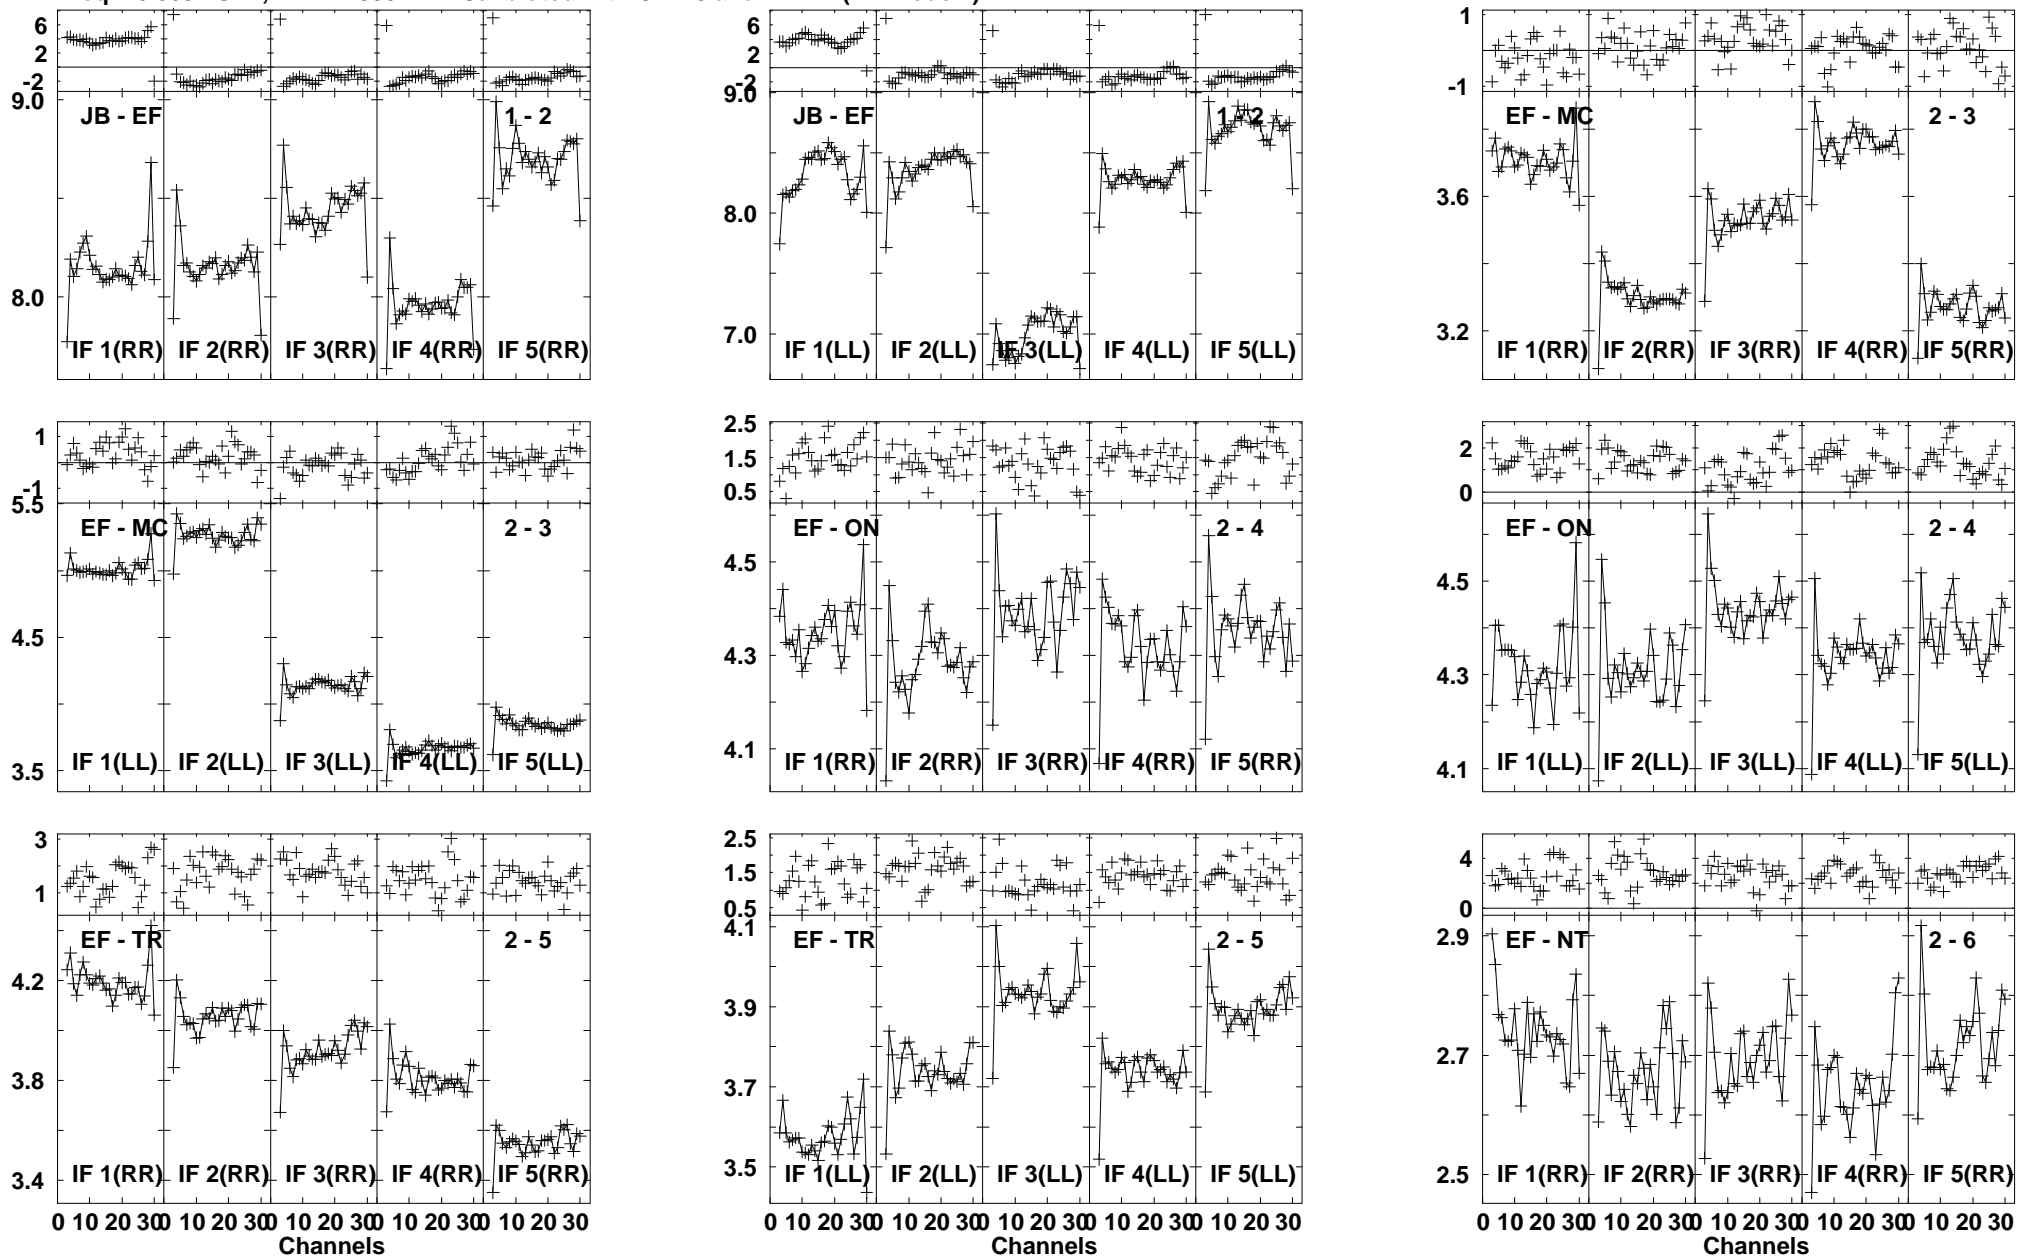 6 2 -2 6 2 -2 1 -1
9.0 8.0 JB - EF 1 - 2 IF 1(RR) IF 2(RR) IF 3(RR) IF 4(RR) IF 5(RR)
9.0 8.0 7.0 JB - EF 1 - 2 IF 1(LL) IF 2(LL) IF 3(LL) IF 4(LL) IF 5(LL)
3.6 3.2 EF - MC 2 - 3 IF 1(RR) IF 2(RR) IF 3(RR) IF 4(RR) IF 5(RR)
1 -1 2.5 1.5 0.5 2 0
5.5 4.5 3.5 EF - MC 2 - 3 IF 1(LL) IF 2(LL) IF 3(LL) IF 4(LL) IF 5(LL)
4.5 4.3 4.1 EF - ON 2 - 4 IF 1(RR) IF 2(RR) IF 3(RR) IF 4(RR) IF 5(RR)
4.5 4.3 4.1 EF - ON 2 - 4 IF 1(LL) IF 2(LL) IF 3(LL) IF 4(LL) IF 5(LL)
3 1 2.5 1.5 0.5 4 0
4.2 3.8 3.4 EF - TR 2 - 5 IF 1(RR) IF 2(RR) IF 3(RR) IF 4(RR) IF 5(RR)
4.1 3.9 3.7 3.5 EF - TR 2 - 5 IF 1(LL) IF 2(LL) IF 3(LL) IF 4(LL) IF 5(LL)
2.9 2.7 2.5 EF - NT 2 - 6 IF 1(RR) IF 2(RR) IF 3(RR) IF 4(RR) IF 5(RR)
0 10 20 30 0 10 20 30 0 10 20 30 0 10 20 30 0 10 20 30
0 10 20 30 0 10 20 30 0 10 20 30 0 10 20 30 0 10 20 30
0 10 20 30 0 10 20 30 0 10 20 30 0 10 20 30 0 10 20 30
Channels Channels